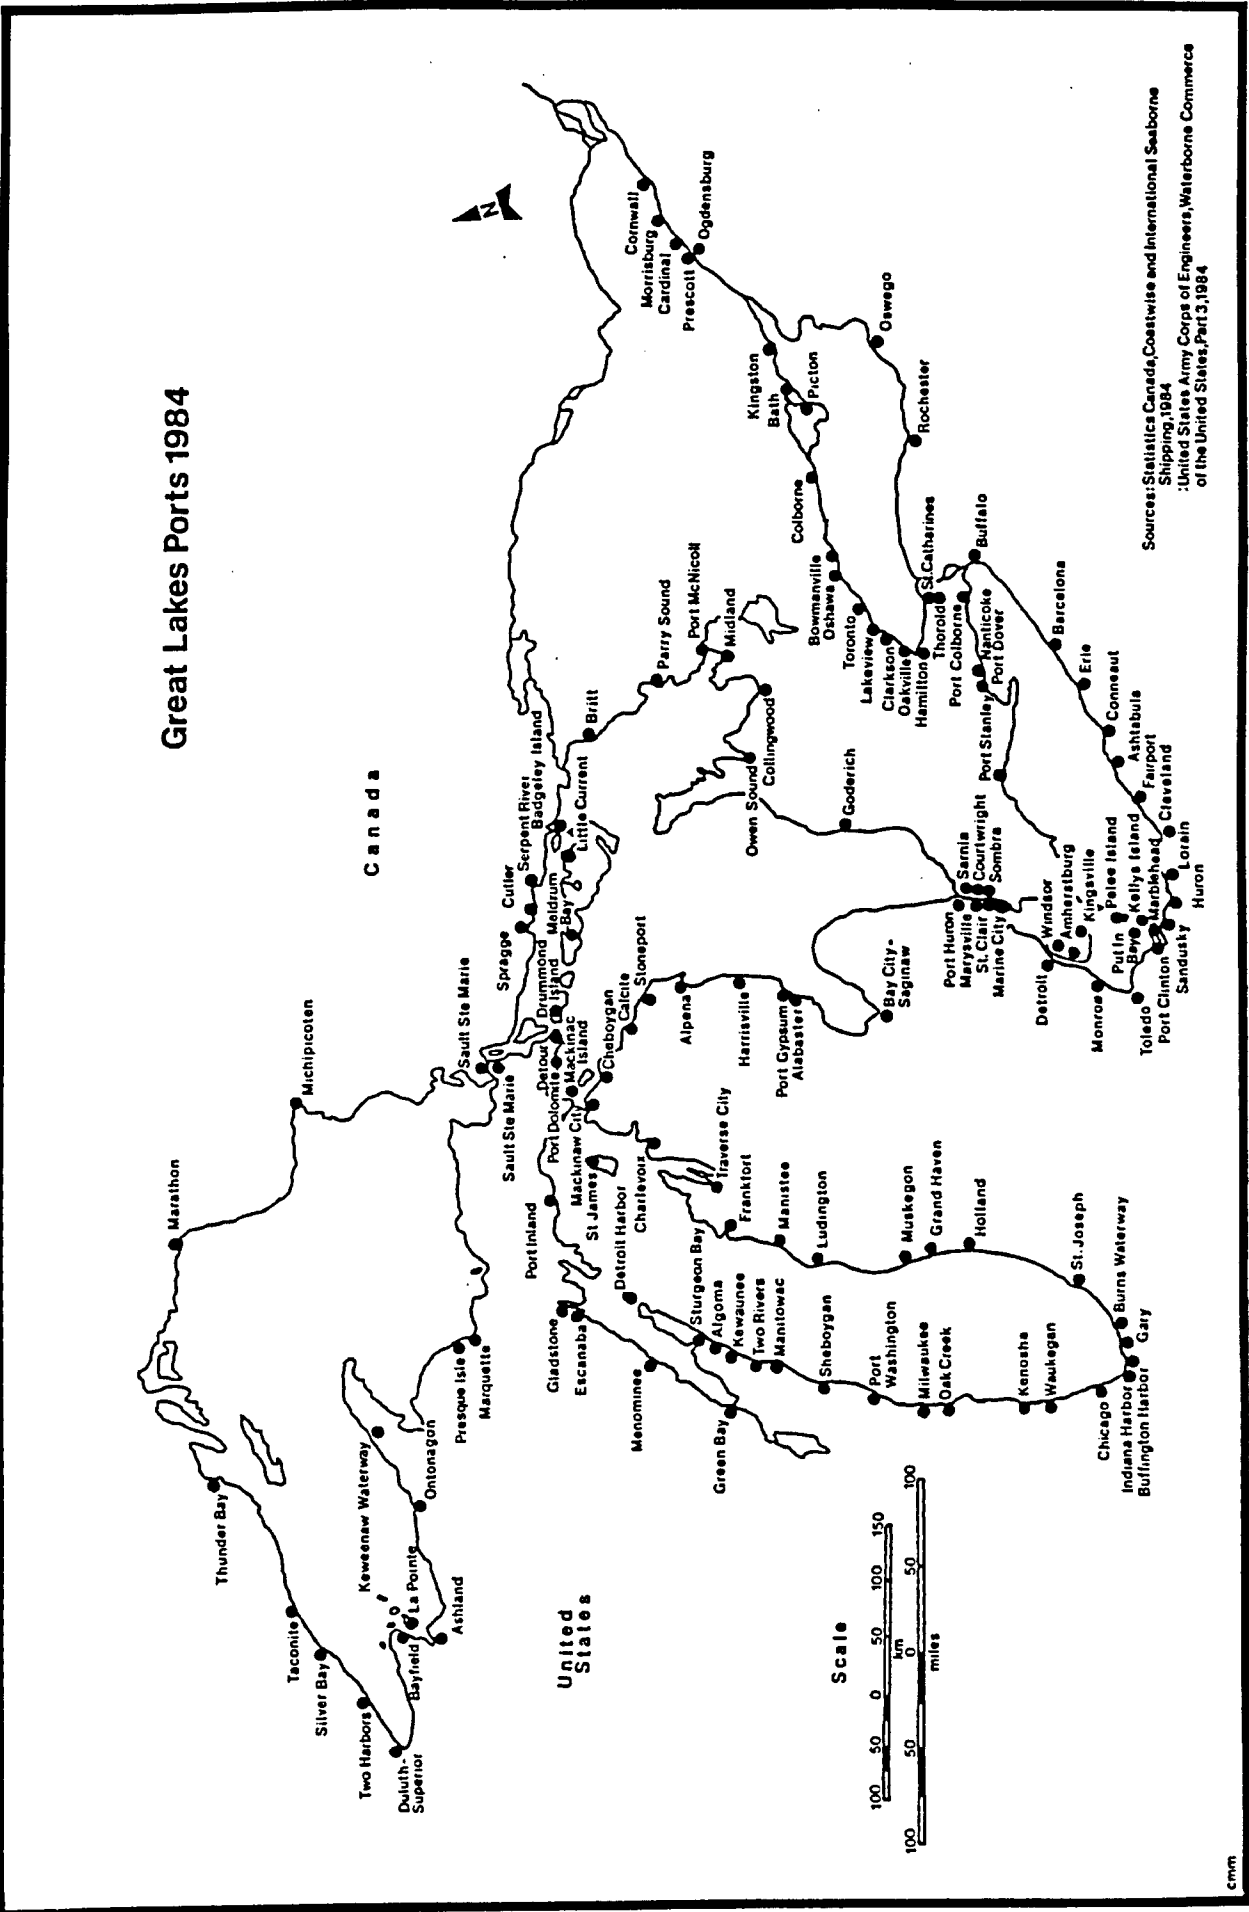 Great Lakes Ports 1984
Canada
N
United
States
Marathon
Michipicoten
Thunder Bay
Taconite
Silver Bay
Two Harbors
Duluth-
Superior
Keweenaw Waterway
La Pointe
Bayfield
Ashland
Ontonagon
Presque Isle
Marquette
Sault Ste Marie
Sault Ste Marie
Spragge
Cutler
Serpent River
Badgeley Island
Little Current
Meldrum
Bay
Drummond
Island
Detour
Port Dolomite
Mackinac
Island
Mackinaw City
Cheboygan
Calcite
Stoneport
Alpena
Harrisville
Port Gypsum
Alabaster
Bay City-
Saginaw
Port Inland
St James
Detroit Harbor
Charlevoix
Traverse City
Frankfort
Manistee
Ludington
Muskegon
Grand Haven
Holland
St. Joseph
Burns Waterway
Gary
Buffington Harbor
Indiana Harbor
Chicago
Waukegan
Kenosha
Oak Creek
Milwaukee
Port
Washington
Sheboygan
Manitowac
Two Rivers
Kewaunee
Algoma
Sturgeon Bay
Green Bay
Menominee
Escanaba
Gladstone
Britt
Parry Sound
Port McNicoll
Midland
Collingwood
Owen Sound
Goderich
Sarnia
Courtwright
Sombra
Port Huron
Marysville
St. Clair
Marine City
Windsor
Amherstburg
Kingsville
Detroit
Monroe
Toledo
Port Clinton
Sandusky
Huron
Lorain
Cleveland
Fairport
Ashtabula
Conneaut
Erie
Barcelona
Buffalo
Pelee Island
Kellys Island
Marblehead
Put In
Bay
Port Stanley
Port Dover
Nanticoke
Port Colborne
Thorold
St. Catharines
Hamilton
Oakville
Clarkson
Lakeview
Toronto
Oshawa
Bowmanville
Colborne
Picton
Bath
Kingston
Rochester
Oswego
Ogdensburg
Prescott
Cardinal
Morrisburg
Cornwall
Scale
100 50 0 50 100 150
km
100 50 0 50 100
miles
Sources:Statistics Canada,Coastwise and International Seaborne
Shipping,1984
:United States Army Corps of Engineers,Waterborne Commerce
of the United States,Part 3,1984
cmm